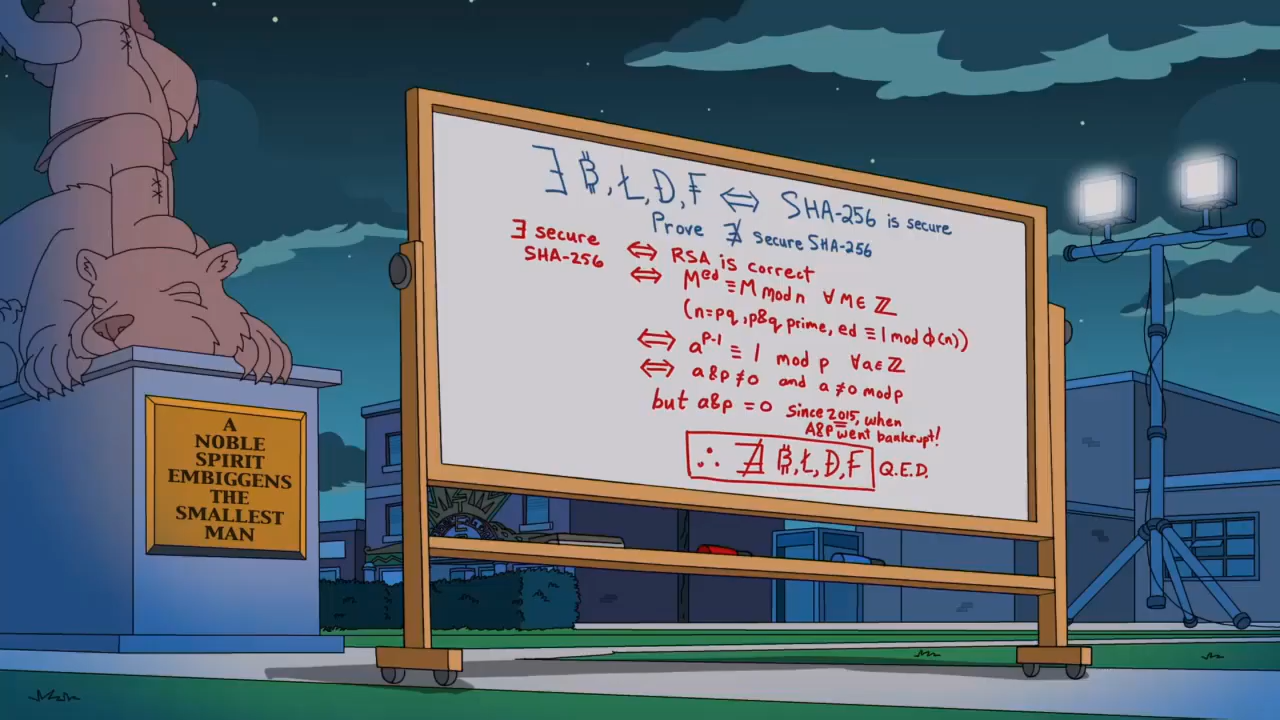 A
NOBLE
SPIRIT
EMBIGGENS
THE
SMALLEST
MAN
∃ ₿, Ł, Đ, ₣ ⇔ SHA-256 is secure
Prove ∄ secure SHA-256
∃ secure SHA-256 ⇔ RSA is correct
⇔ M^ed ≡ M mod n ∀ M ∈ ℤ
(n=pq, p&q prime, ed ≡ 1 mod ϕ(n))
⇔ a^p-1 ≡ 1 mod p ∀ a ∈ ℤ
⇔ a&p ≠ 0 and a ≠ 0 mod p
but a&p = 0 since 2015, when
A&P went bankrupt!
∴ ∄ ₿, Ł, Đ, ₣ Q.E.D.